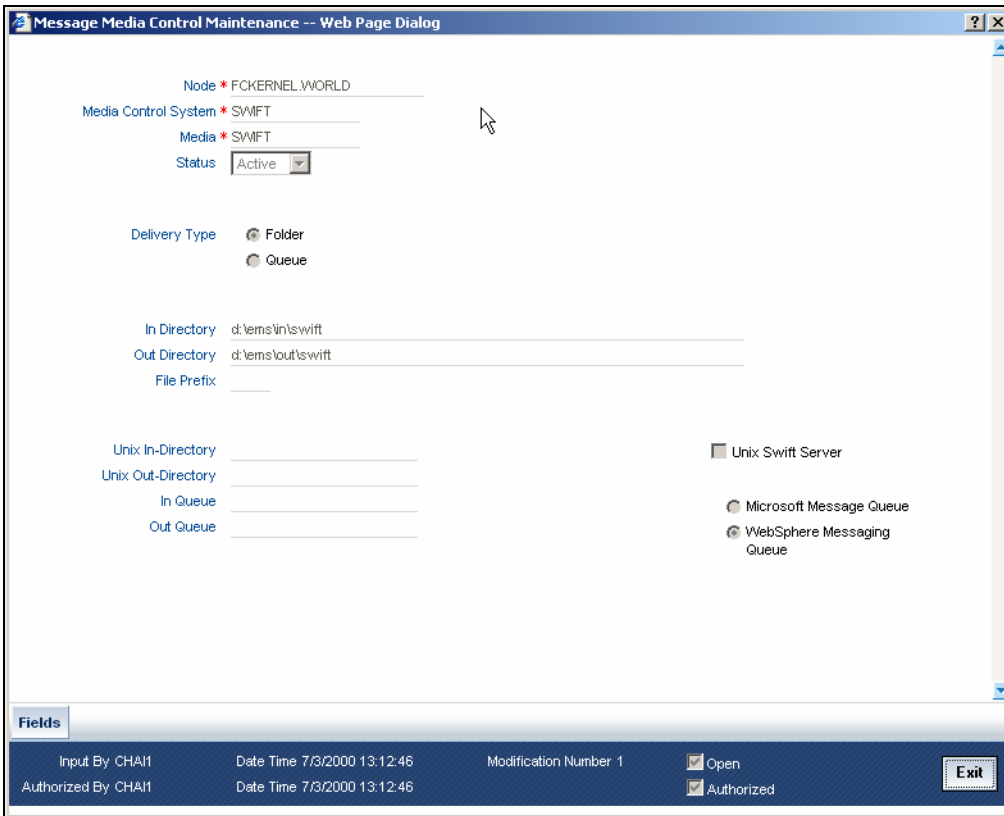 Message Media Control Maintenance -- Web Page Dialog
Node * FCKERNEL.WORLD
Media Control System * SWIFT
Media * SWIFT
Status Active
Delivery Type Folder
Queue
In Directory d:\ems\in\swift
Out Directory d:\ems\out\swift
File Prefix
Unix In-Directory Unix Swift Server
Unix Out-Directory
In Queue Microsoft Message Queue
Out Queue WebSphere Messaging
Queue
Fields
Input By CHAI1 Date Time 7/3/2000 13:12:46 Modification Number 1 Open
Authorized By CHAI1 Date Time 7/3/2000 13:12:46 Authorized
Exit